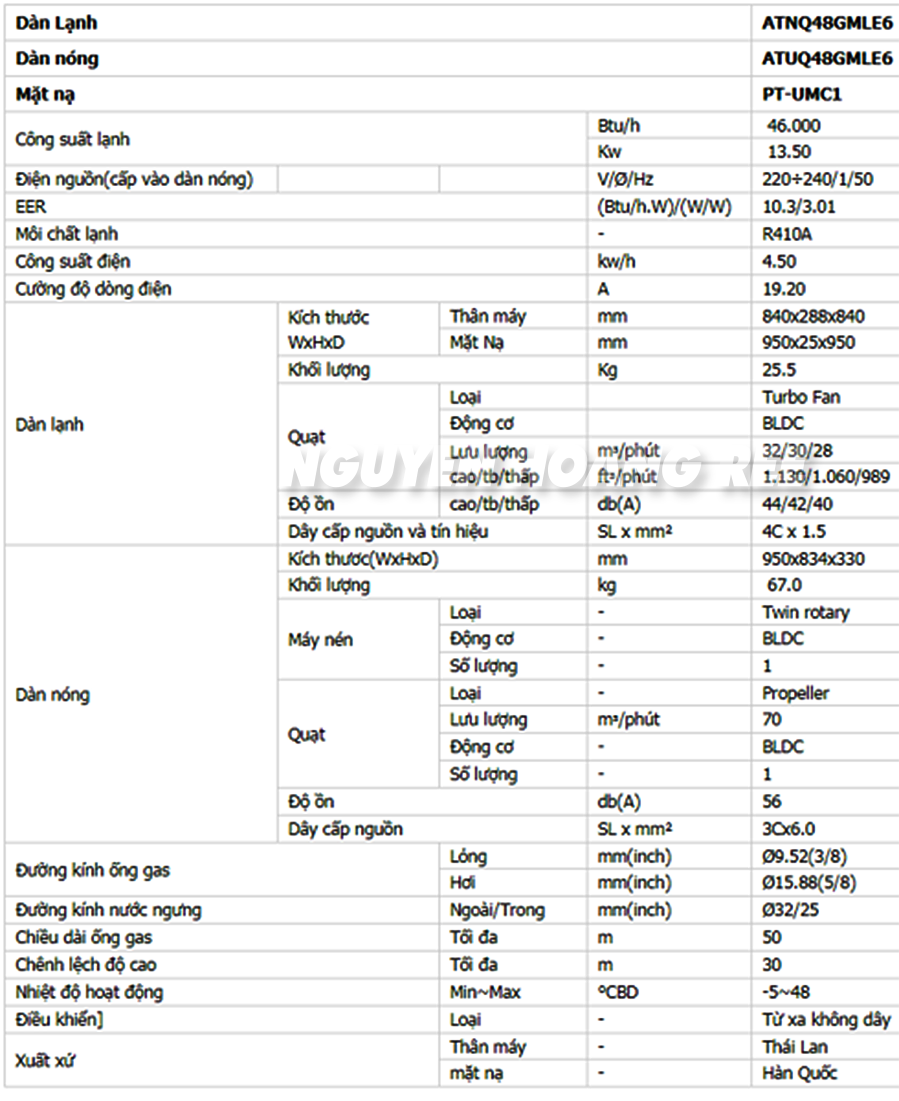 Dàn Lạnh ATNQ48GMLE6
Dàn nóng ATUQ48GMLE6
Mặt nạ PT-UMC1
Công suất lạnh Btu/h 46.000
Kw 13.50
Điện nguồn(cấp vào dàn nóng) V/Ø/Hz 220÷240/1/50
EER (Btu/h.W)/(W/W) 10.3/3.01
Môi chất lạnh - R410A
Công suất điện kw/h 4.50
Cường độ dòng điện A 19.20
Dàn lạnh Kích thước WxHxD Thân máy mm 840x288x840
Mặt Nạ mm 950x25x950
Khối lượng Kg 25.5
Quạt Loại Turbo Fan
Động cơ BLDC
Lưu lượng m³/phút 32/30/28
cao/tb/thấp ft³/phút 1.130/1.060/989
Độ ồn cao/tb/thấp db(A) 44/42/40
Dây cấp nguồn và tín hiệu SL x mm² 4C x 1.5
Dàn nóng Kích thươc(WxHxD) mm 950x834x330
Khối lượng kg 67.0
Máy nén Loại - Twin rotary
Động cơ - BLDC
Số lượng - 1
Quạt Loại - Propeller
Lưu lượng m³/phút 70
Động cơ - BLDC
Số lượng - 1
Độ ồn db(A) 56
Dây cấp nguồn SL x mm² 3Cx6.0
Đường kính ống gas Lóng mm(inch) Ø9.52(3/8)
Hơi mm(inch) Ø15.88(5/8)
Đường kính nước ngưng Ngoài/Trong mm(inch) Ø32/25
Chiều dài ống gas Tối đa m 50
Chênh lệch độ cao Tối đa m 30
Nhiệt độ hoạt động Min~Max ºCBD -5~48
Điều khiển] Loại - Từ xa không dây
Xuất xứ Thân máy - Thái Lan
mặt nạ - Hàn Quốc